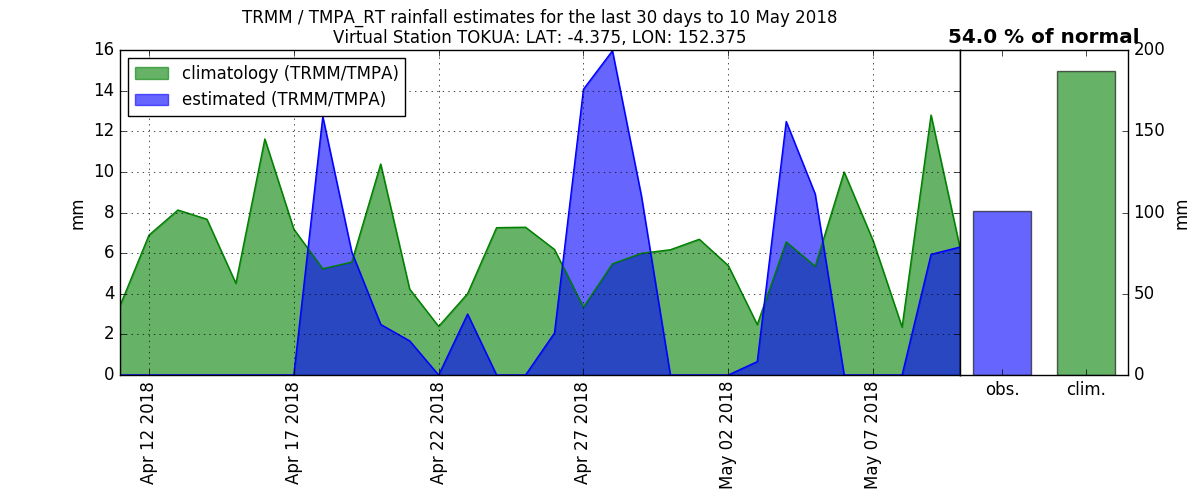 TRMM / TMPA_RT rainfall estimates for the last 30 days to 10 May 2018
Virtual Station TOKUA: LAT: -4.375, LON: 152.375
54.0 % of normal
climatology (TRMM/TMPA)
estimated (TRMM/TMPA)
mm
16
14
12
10
8
6
4
2
0
Apr 12 2018
Apr 17 2018
Apr 22 2018
Apr 27 2018
May 02 2018
May 07 2018
200
150
100
50
0
mm
obs.
clim.